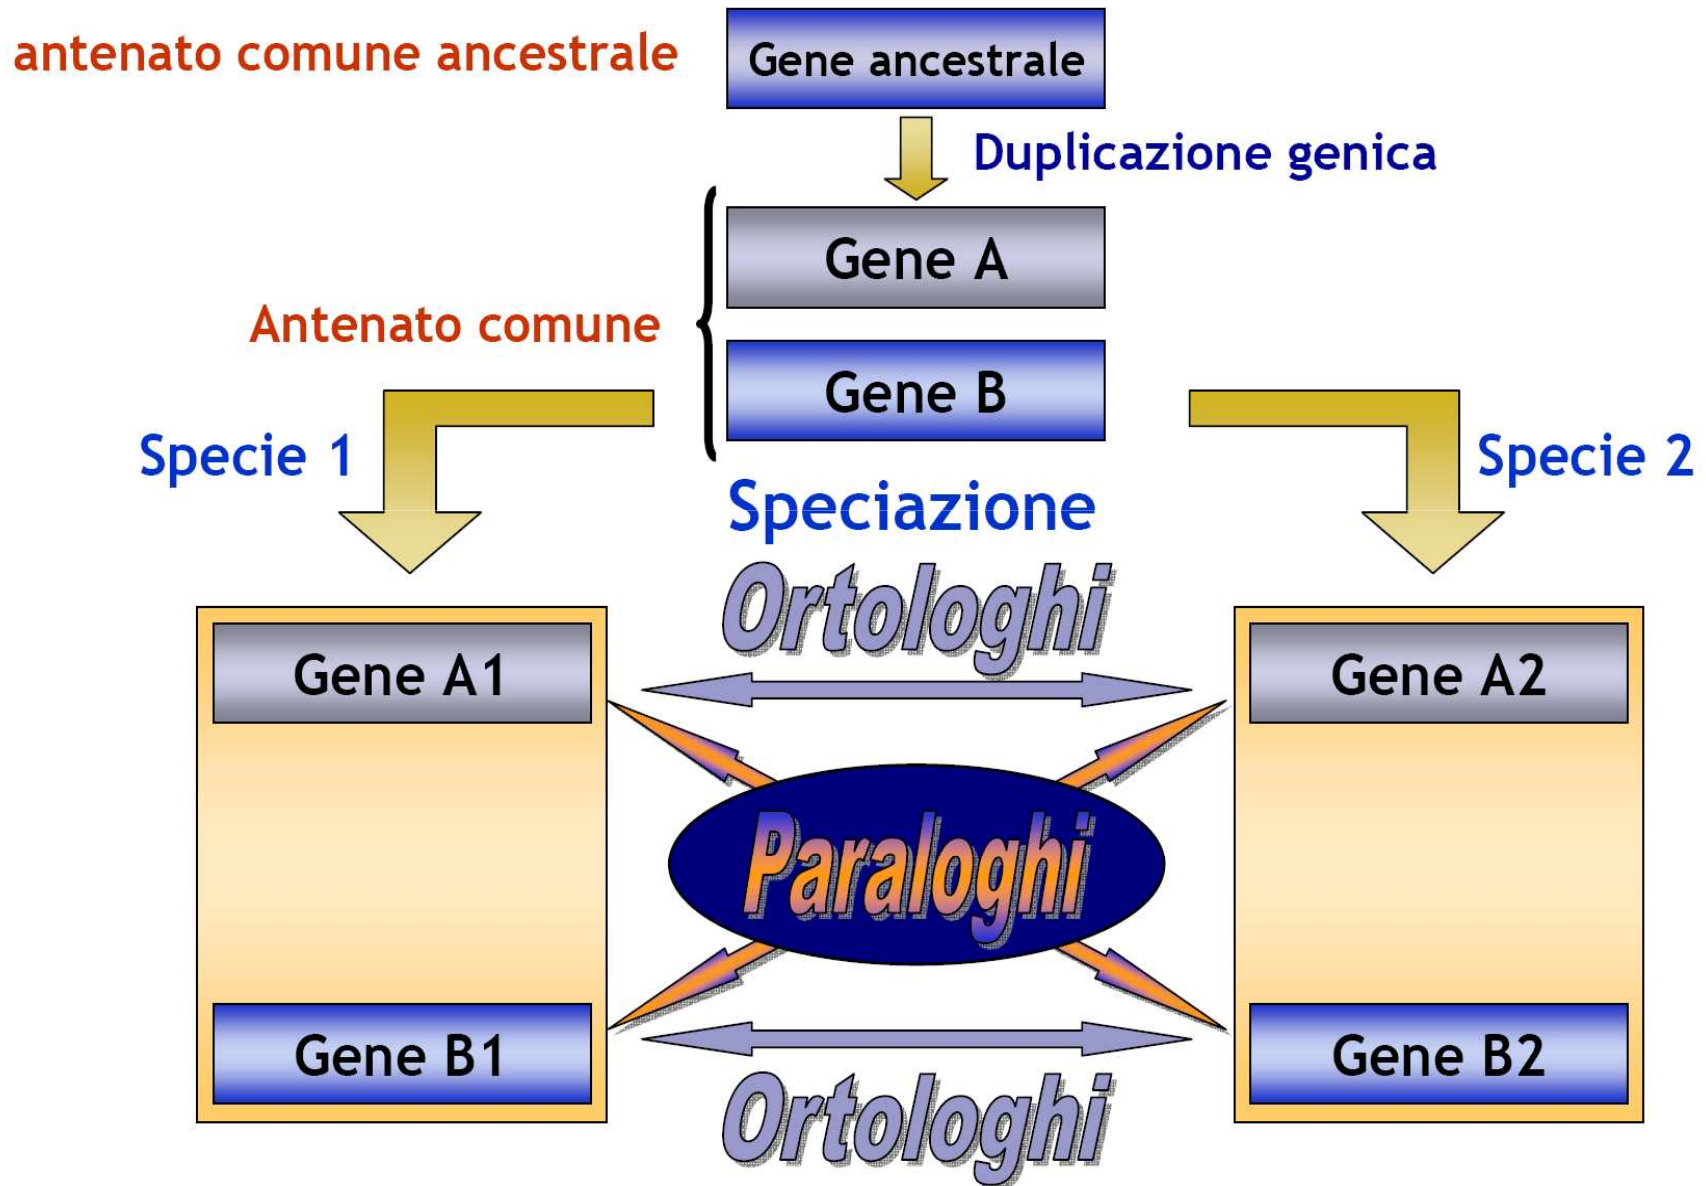 antenato comune ancestrale
Gene ancestrale
Duplicazione genica
Gene A
Antenato comune
Gene B
Specie 1
Specie 2
Speciazione
Ortologhi
Gene A1
Gene A2
Paraloghi
Gene B1
Gene B2
Ortologhi